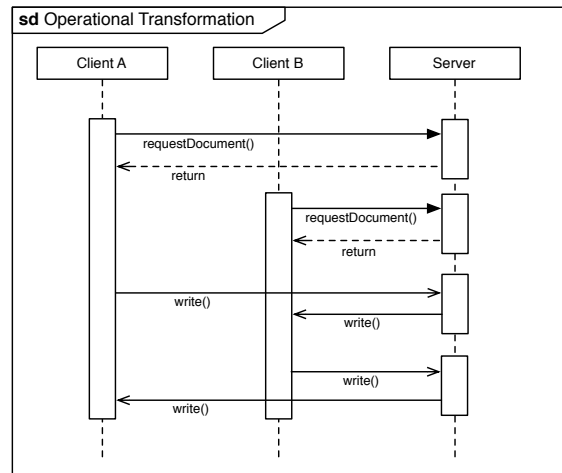 sd Operational Transformation
Client A
Client B
Server
requestDocument()
return
requestDocument()
return
write()
write()
write()
write()